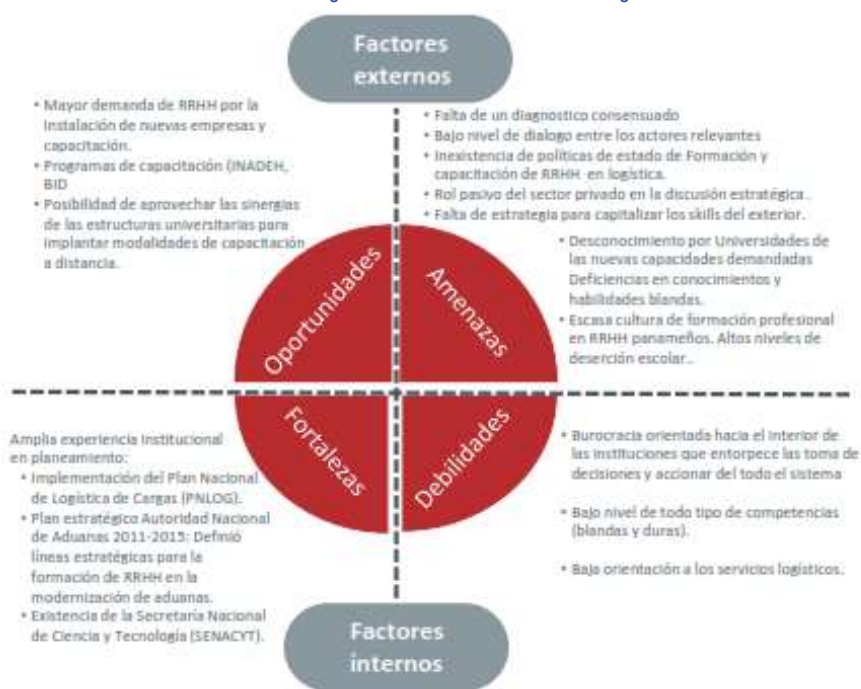 Factores
externos
• Mayor demanda de RRHH por la
instalación de nuevas empresas y
capacitación.
• Programas de capacitación (INADEH,
BID
• Posibilidad de aprovechar las sinergias
de las estructuras universitarias para
implantar modalidades de capacitación
a distancia.
• Falta de un diagnostico consensuado
• Bajo nivel de dialogo entre los actores relevantes
• Inexistencia de políticas de estado de Formación y
capacitación de RRHH en logística.
• Rol pasivo del sector privado en la discusión estratégica.
• Falta de estrategia para capitalizar los skills del exterior.
• Desconocimiento por Universidades de
las nuevas capacidades demandadas
Deficiencias en conocimientos y
habilidades blandas.
• Escasa cultura de formación profesional
en RRHH panameños. Altos niveles de
deserción escolar..
Oportunidades
Amenazas
Fortalezas
Debilidades
Amplia experiencia institucional
en planeamiento:
• Implementación del Plan Nacional
de Logística de Cargas (PNLOG).
• Plan estratégico Autoridad Nacional
de Aduanas 2011-2015: Definió
líneas estratégicas para la
formación de RRHH en la
modernización de aduanas.
• Existencia de la Secretaría Nacional
de Ciencia y Tecnología (SENACYT).
• Burocracia orientada hacia el interior de
las instituciones que entorpece las toma de
decisiones y accionar del todo el sistema
• Bajo nivel de todo tipo de competencias
(blandas y duras).
• Baja orientación a los servicios logísticos.
Factores
internos